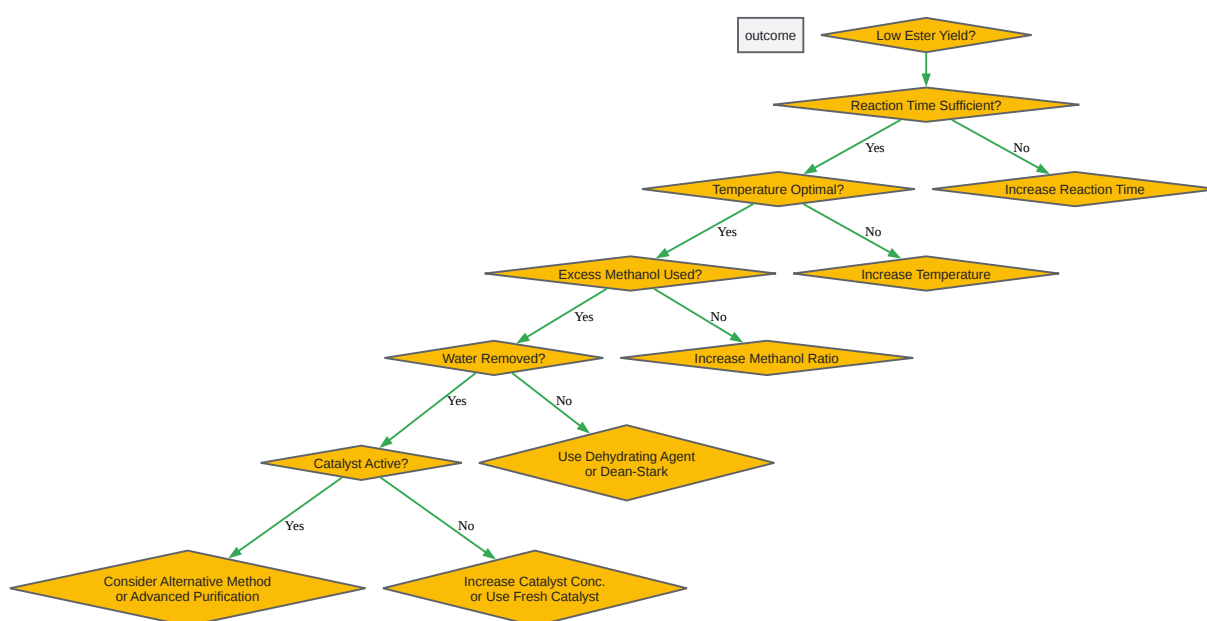 outcome
Low Ester Yield?
Reaction Time Sufficient?
Yes
No
Temperature Optimal?
Increase Reaction Time
Yes
No
Excess Methanol Used?
Increase Temperature
Yes
No
Water Removed?
Increase Methanol Ratio
Yes
No
Catalyst Active?
Use Dehydrating Agent
or Dean-Stark
Yes
No
Consider Alternative Method
or Advanced Purification
Increase Catalyst Conc.
or Use Fresh Catalyst